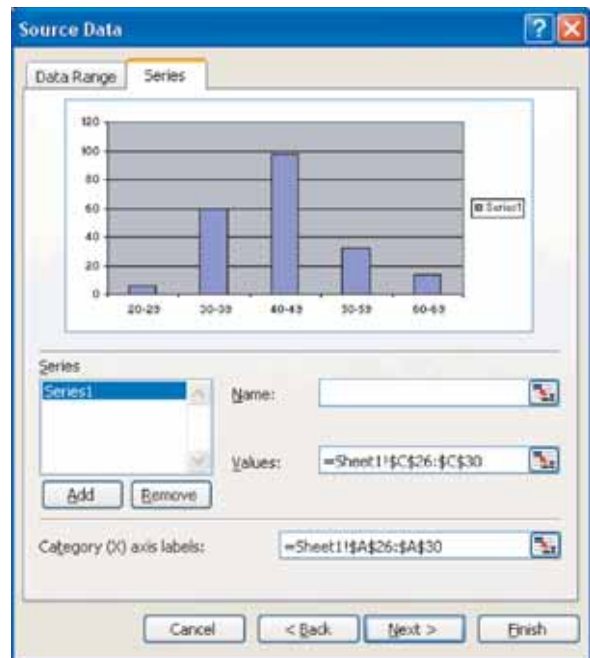 Source Data
Data Range Series
120
100
80
60
40
20
0
20-29 30-39 40-49 50-59 60-69
Series1
Series
Series1
Name:
Values: =Sheet1!$C$26:$C$30
Add Remove
Category (X) axis labels: =Sheet1!$A$26:$A$30
Cancel < Back Next > Finish